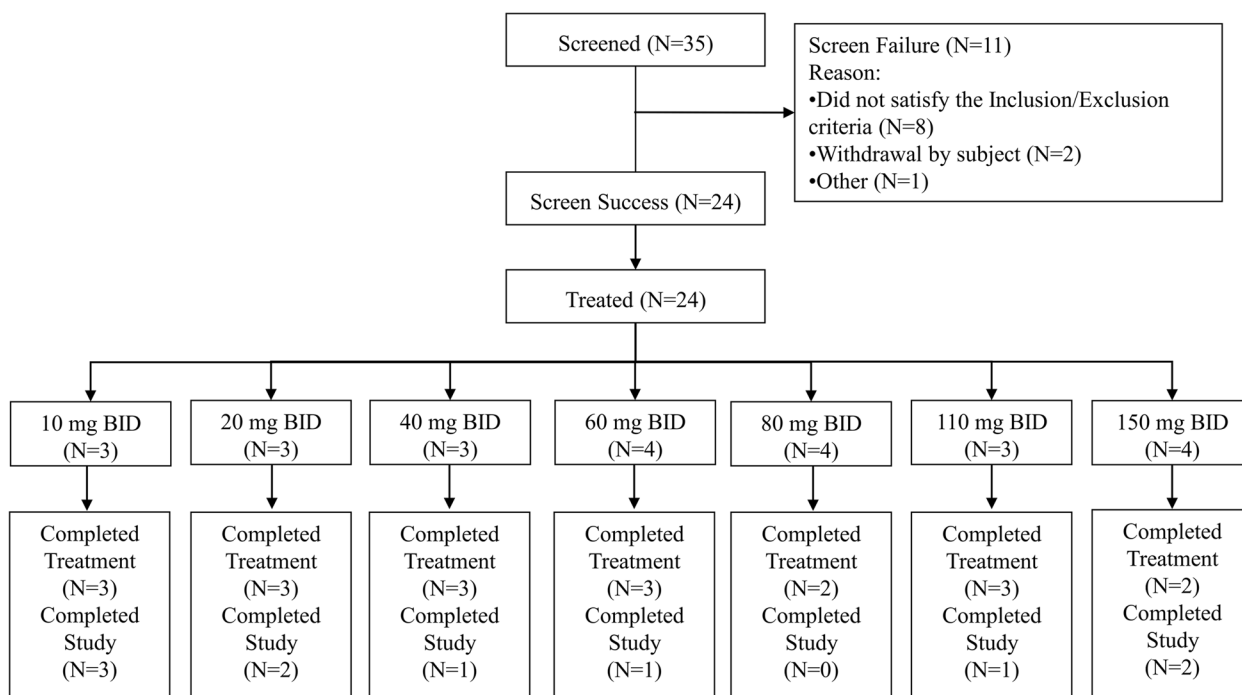 Screened (N=35)
Screen Failure (N=11)
Reason:
•Did not satisfy the Inclusion/Exclusion
criteria (N=8)
•Withdrawal by subject (N=2)
•Other (N=1)
Screen Success (N=24)
Treated (N=24)
10 mg BID
(N=3)
20 mg BID
(N=3)
40 mg BID
(N=3)
60 mg BID
(N=4)
80 mg BID
(N=4)
110 mg BID
(N=3)
150 mg BID
(N=4)
Completed
Treatment
(N=3)
Completed
Study
(N=3)
Completed
Treatment
(N=3)
Completed
Study
(N=2)
Completed
Treatment
(N=3)
Completed
Study
(N=1)
Completed
Treatment
(N=3)
Completed
Study
(N=1)
Completed
Treatment
(N=2)
Completed
Study
(N=0)
Completed
Treatment
(N=3)
Completed
Study
(N=1)
Completed
Treatment
(N=2)
Completed
Study
(N=2)